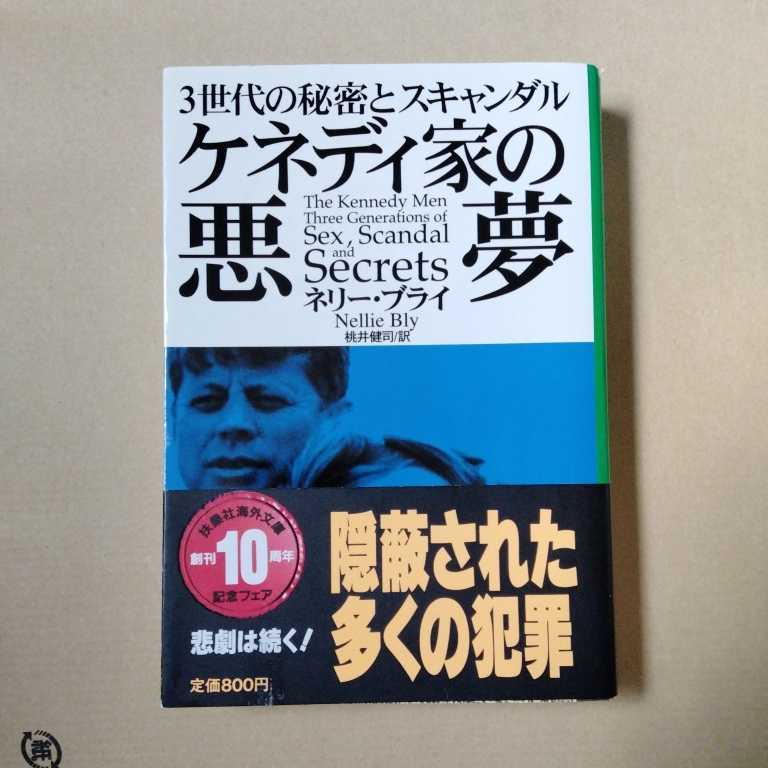 3世代の秘密とスキャンダル
ケネディ家の
悪夢
The Kennedy Men
Three Generations of
Sex, Scandal
and
Secrets
ネリー・ブライ
Nellie Bly
桃井健司/訳
扶桑社海外文庫
創刊10周年
記念フェア
悲劇は続く!
定価800円
隠蔽された
多くの犯罪